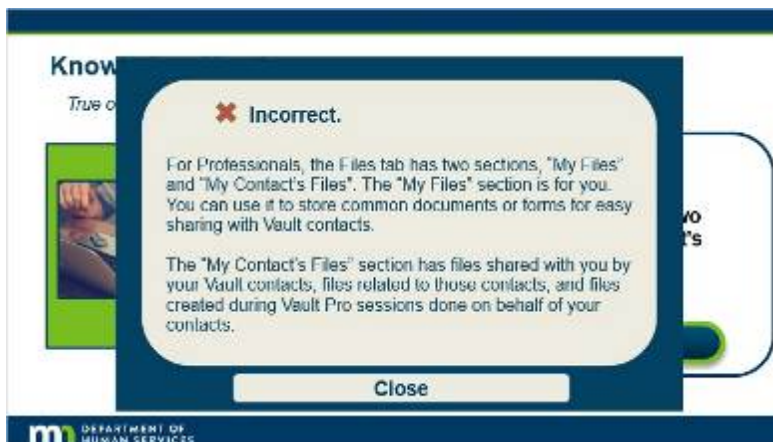 Know
True o
Incorrect.
For Professionals, the Files tab has two sections, "My Files"
and "My Contact's Files". The "My Files" section is for you.
You can use it to store common documents or forms for easy
sharing with Vault contacts.
The "My Contact's Files" section has files shared with you by
your Vault contacts, files related to those contacts, and files
created during Vault Pro sessions done on behalf of your
contacts.
vo
t's
Close
DEPARTMENT OF
HUMAN SERVICES